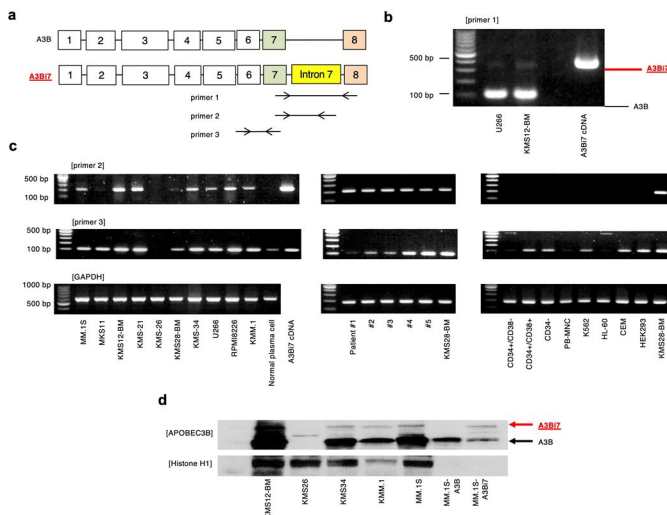 a
A3B
1 2 3 4 5 6 7 8
A3Bi7
1 2 3 4 5 6 7 Intron 7 8
primer 1
primer 2
primer 3
b
[primer 1]
500 bp
100 bp
A3Bi7
A3B
U266
KMS12-BM
A3Bi7 cDNA
c
[primer 2]
500 bp
100 bp
[primer 3]
500 bp
100 bp
[GAPDH]
1000 bp
500 bp
MM.1S
MKS11
KMS12-BM
KMS-21
KMS-26
KMS28-BM
KMS-34
U266
RPMI8226
KMM.1
Normal plasma cell
A3Bi7 cDNA
Patient #1
#2
#3
#4
#5
KMS28-BM
CD34+/CD38-
CD34+/CD38+
CD34-
PB-MNC
K562
HL-60
CEM
HEK293
KMS28-BM
d
[APOBEC3B]
A3Bi7
A3B
[Histone H1]
KMS12-BM
KMS26
KMS34
KMM.1
MM.1S
MM.1S-
A3B
MM.1S-
A3Bi7